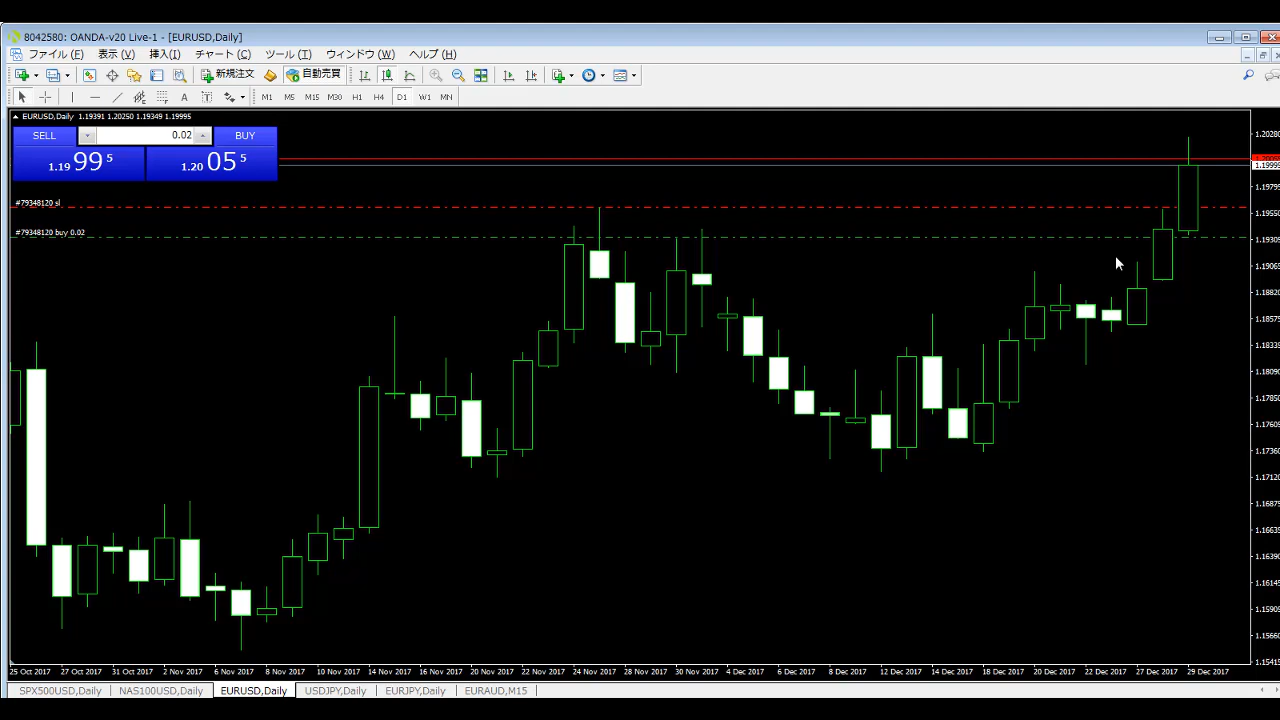 8042580: OANDA-v20 Live-1 - [EURUSD,Daily]
ファイル (F) 表示 (V) 挿入(I) チャート (C) ツール (T) ウィンドウ (W) ヘルプ (H)
新規注文 自動売買
A T M1 M5 M15 M30 H1 H4 D1 W1 MN
EURUSD,Daily 1.19391 1.20250 1.19349 1.19995
SELL 0.02 BUY
1.19 99 5 1.20 05 5
#79348120 sl
#79348120 buy 0.02
1.20280
1.19995
1.19795
1.19550
1.19305
1.19065
1.18820
1.18575
1.18335
1.18090
1.17850
1.17605
1.17360
1.17120
1.16875
1.16635
1.16390
1.16145
1.15905
1.15660
1.15415
25 Oct 2017 27 Oct 2017 31 Oct 2017 2 Nov 2017 6 Nov 2017 8 Nov 2017 10 Nov 2017 14 Nov 2017 16 Nov 2017 20 Nov 2017 22 Nov 2017 24 Nov 2017 28 Nov 2017 30 Nov 2017 4 Dec 2017 6 Dec 2017 8 Dec 2017 12 Dec 2017 14 Dec 2017 18 Dec 2017 20 Dec 2017 22 Dec 2017 27 Dec 2017 29 Dec 2017
SPX500USD,Daily NAS100USD,Daily EURUSD,Daily USDJPY,Daily EURJPY,Daily EURAUD,M15